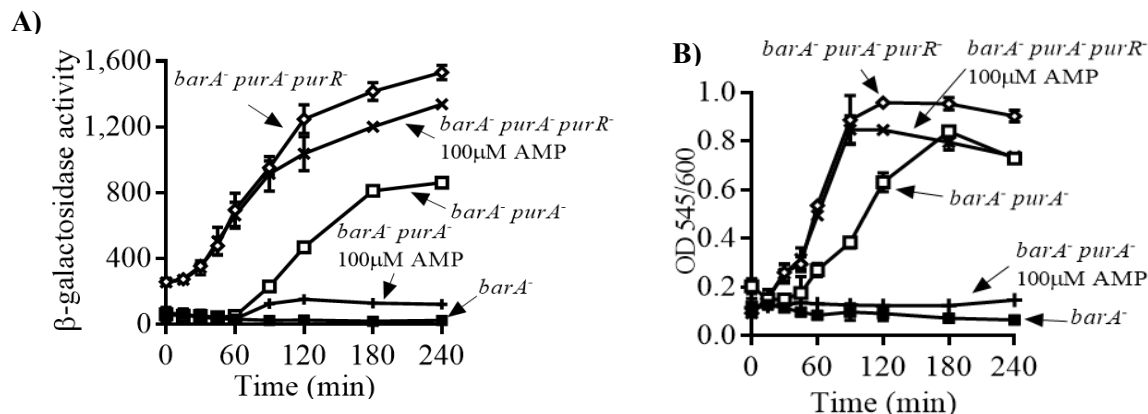 A)
β-galactosidase activity
1,600
1,200
800
400
0
barA⁻ purA⁻ purR⁻
barA⁻ purA⁻ purR⁻
100µM AMP
barA⁻ purA⁻
barA⁻ purA⁻
100µM AMP
barA⁻
0 60 120 180 240
Time (min)
B)
OD 545/600
1.0
0.8
0.6
0.4
0.2
0.0
barA⁻ purA⁻ purR⁻
barA⁻ purA⁻ purR⁻
100µM AMP
barA⁻ purA⁻
barA⁻ purA⁻
100µM AMP
barA⁻
0 60 120 180 240
Time (min)